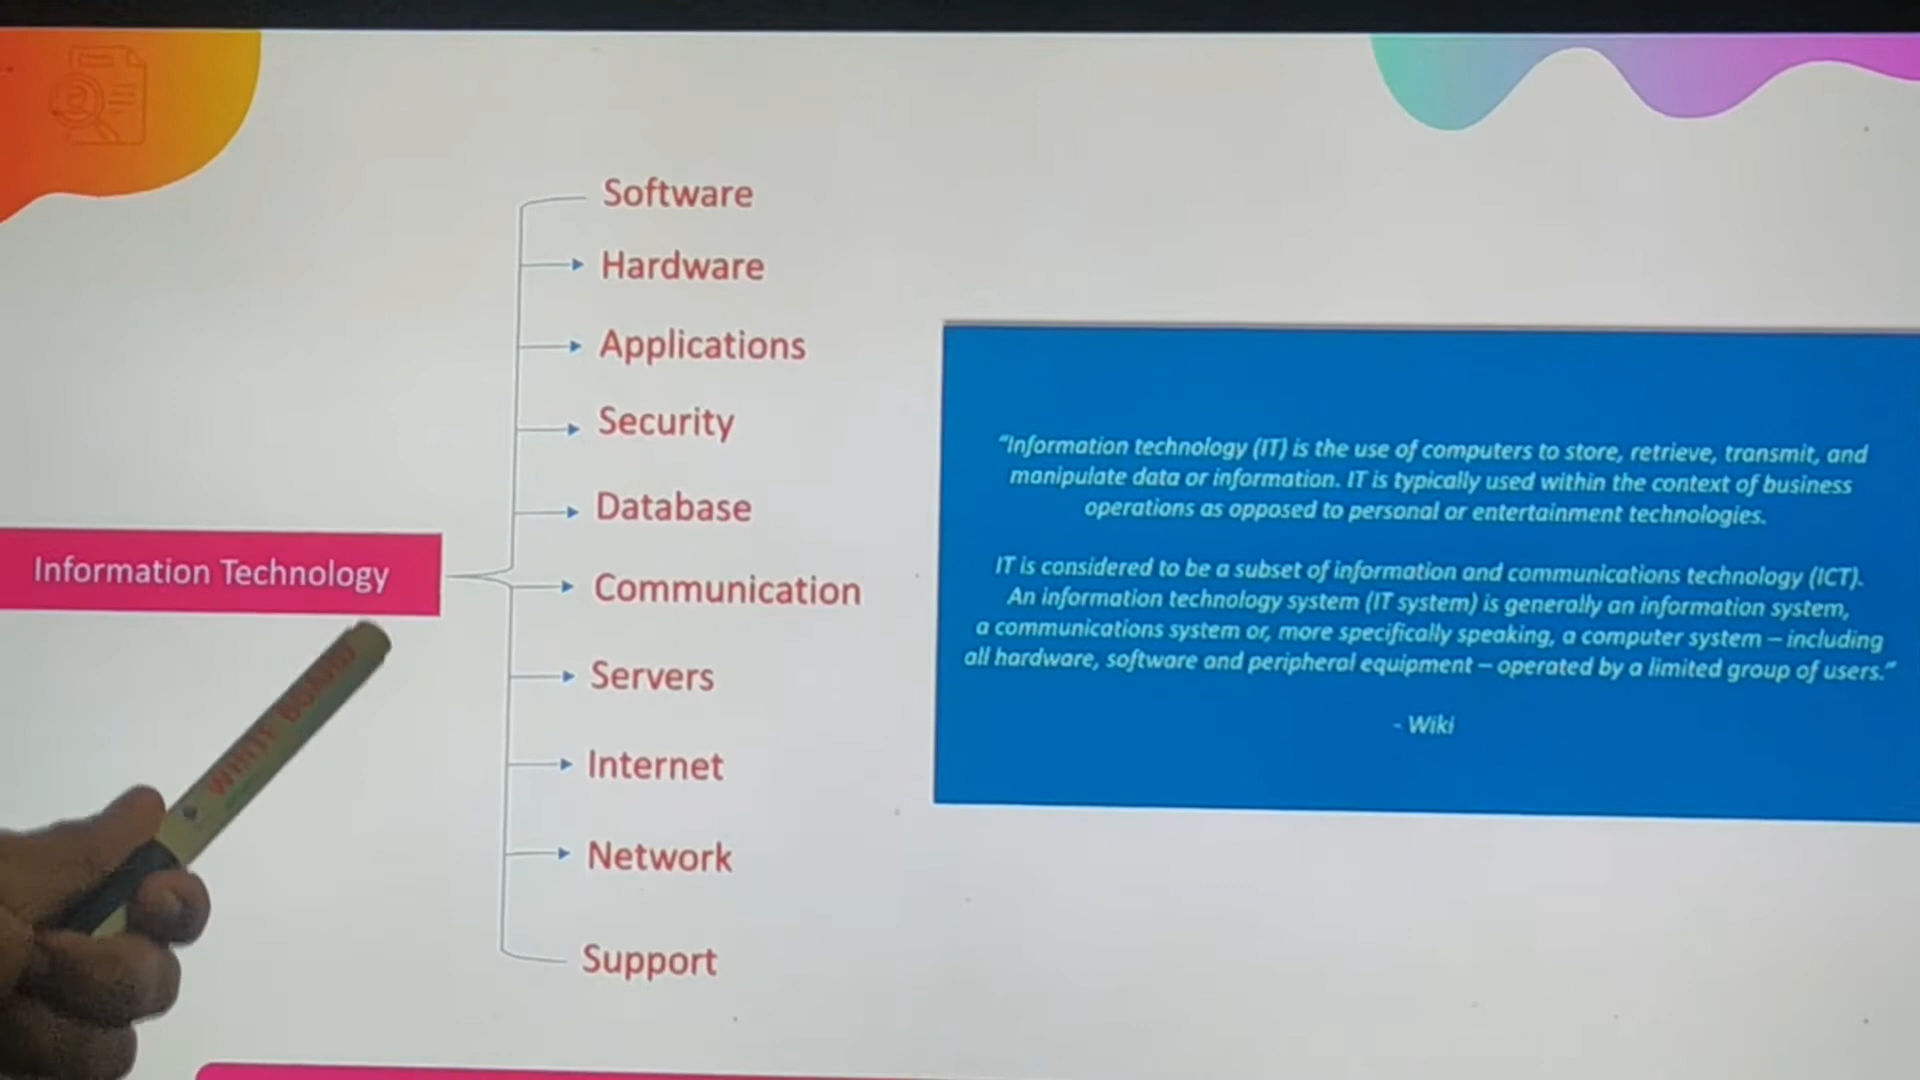 Software
Hardware
Applications
Security
Database
Information Technology
Communication
Servers
Internet
Network
Support
“Information technology (IT) is the use of computers to store, retrieve, transmit, and
manipulate data or information. IT is typically used within the context of business
operations as opposed to personal or entertainment technologies.
IT is considered to be a subset of information and communications technology (ICT).
An information technology system (IT system) is generally an information system,
a communications system or, more specifically speaking, a computer system – including
all hardware, software and peripheral equipment – operated by a limited group of users.”
- Wiki
WHITE BOARD